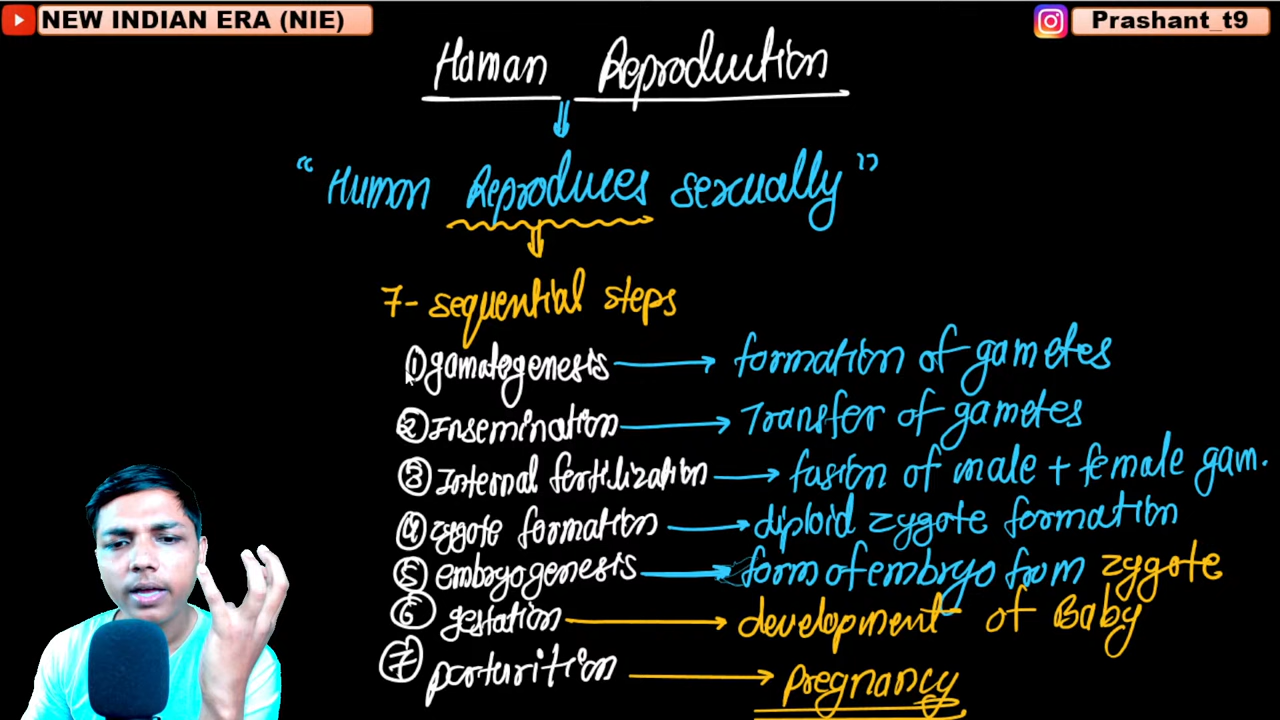 NEW INDIAN ERA (NIE)
Prashant_t9
Human Reproduction
"Human Reproduces sexually"
7- sequential steps
① gamatogenesis → formation of gametes
② Insemination → Transfer of gametes
③ Internal fertilization → fusion of male + female gam.
④ zygote formation → diploid zygote formation
⑤ embryogenesis → form of embryo from zygote
⑥ gestation → development of Baby
⑦ parturition → pregnancy